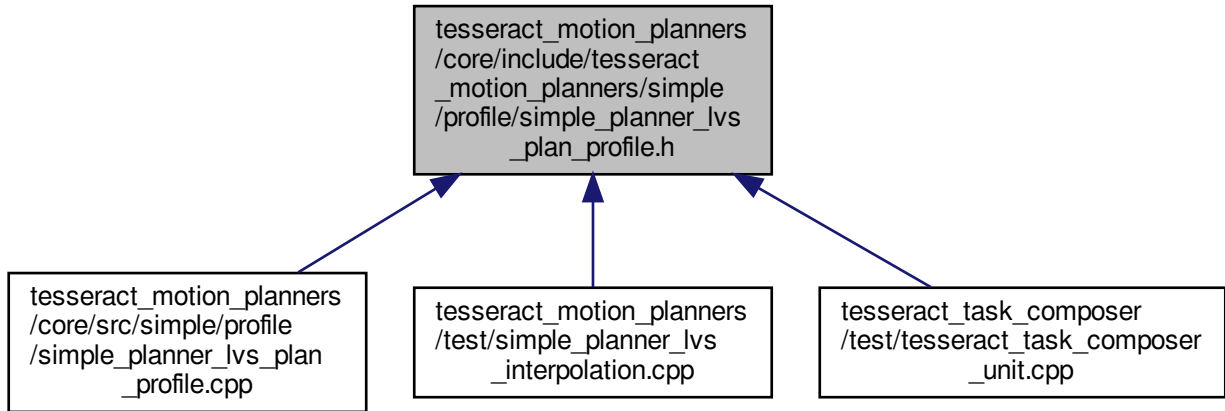 tesseract_motion_planners
/core/include/tesseract
_motion_planners/simple
/profile/simple_planner_lvs
_plan_profile.h
tesseract_motion_planners
/core/src/simple/profile
/simple_planner_lvs_plan
_profile.cpp
tesseract_motion_planners
/test/simple_planner_lvs
_interpolation.cpp
tesseract_task_composer
/test/tesseract_task_composer
_unit.cpp